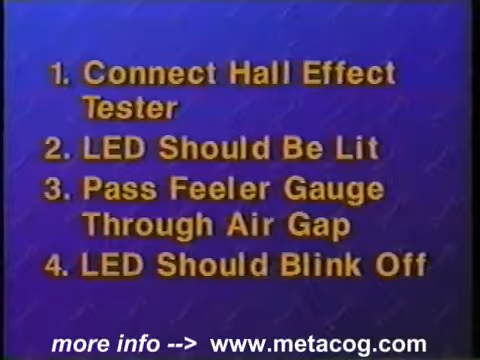 1. Connect Hall Effect
Tester
2. LED Should Be Lit
3. Pass Feeler Gauge
Through Air Gap
4. LED Should Blink Off
more info --> www.metacog.com